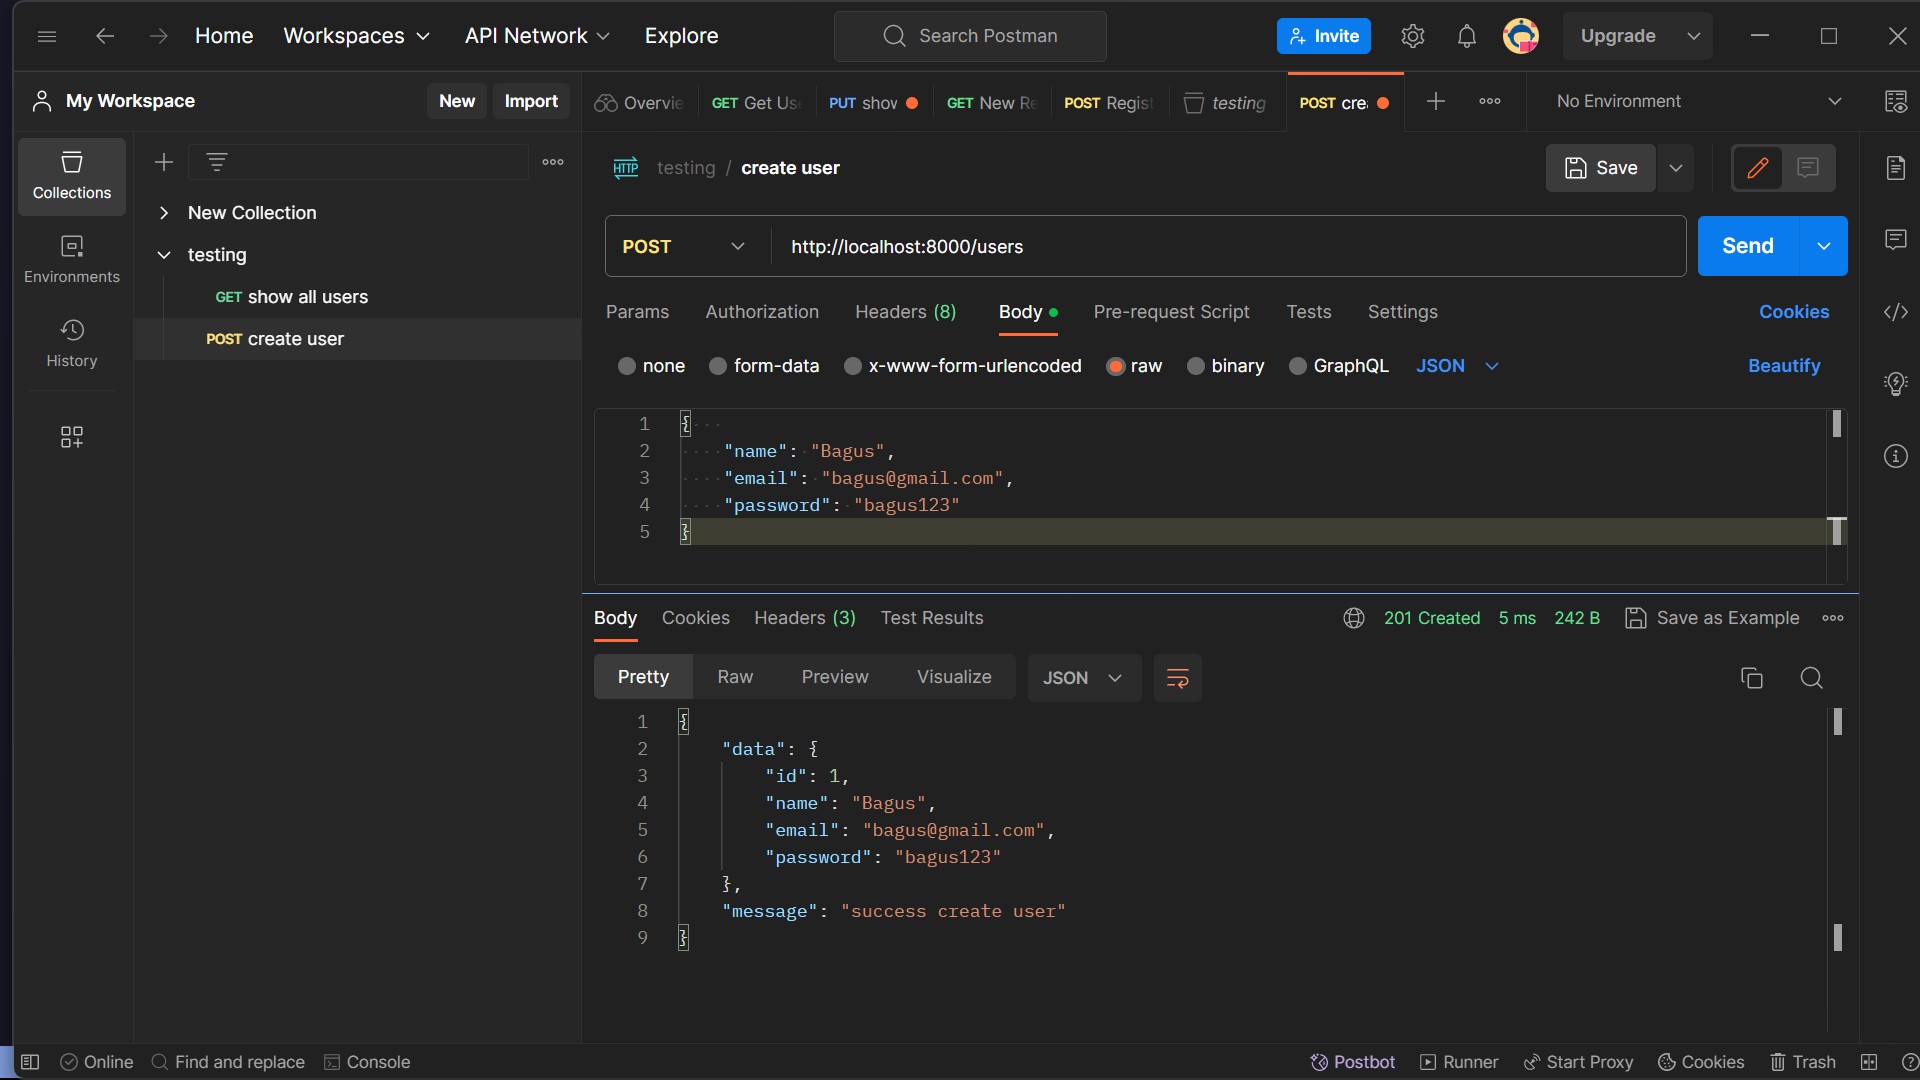 Home Workspaces API Network Explore Search Postman Invite Upgrade
My Workspace New Import Overvie GET Get Us PUT show GET New Re POST Regist testing POST crea No Environment
Collections
Environments
History
New Collection
testing
GET show all users
POST create user
HTTP testing / create user Save
POST http://localhost:8000/users Send
Params Authorization Headers (8) Body Pre-request Script Tests Settings Cookies
none form-data x-www-form-urlencoded raw binary GraphQL JSON Beautify
1 {
2 "name": "Bagus",
3 "email": "bagus@gmail.com",
4 "password": "bagus123"
5 }
Body Cookies Headers (3) Test Results 201 Created 5 ms 242 B Save as Example
Pretty Raw Preview Visualize JSON
1 {
2 "data": {
3 "id": 1,
4 "name": "Bagus",
5 "email": "bagus@gmail.com",
6 "password": "bagus123"
7 },
8 "message": "success create user"
9 }
Online Find and replace Console Postbot Runner Start Proxy Cookies Trash